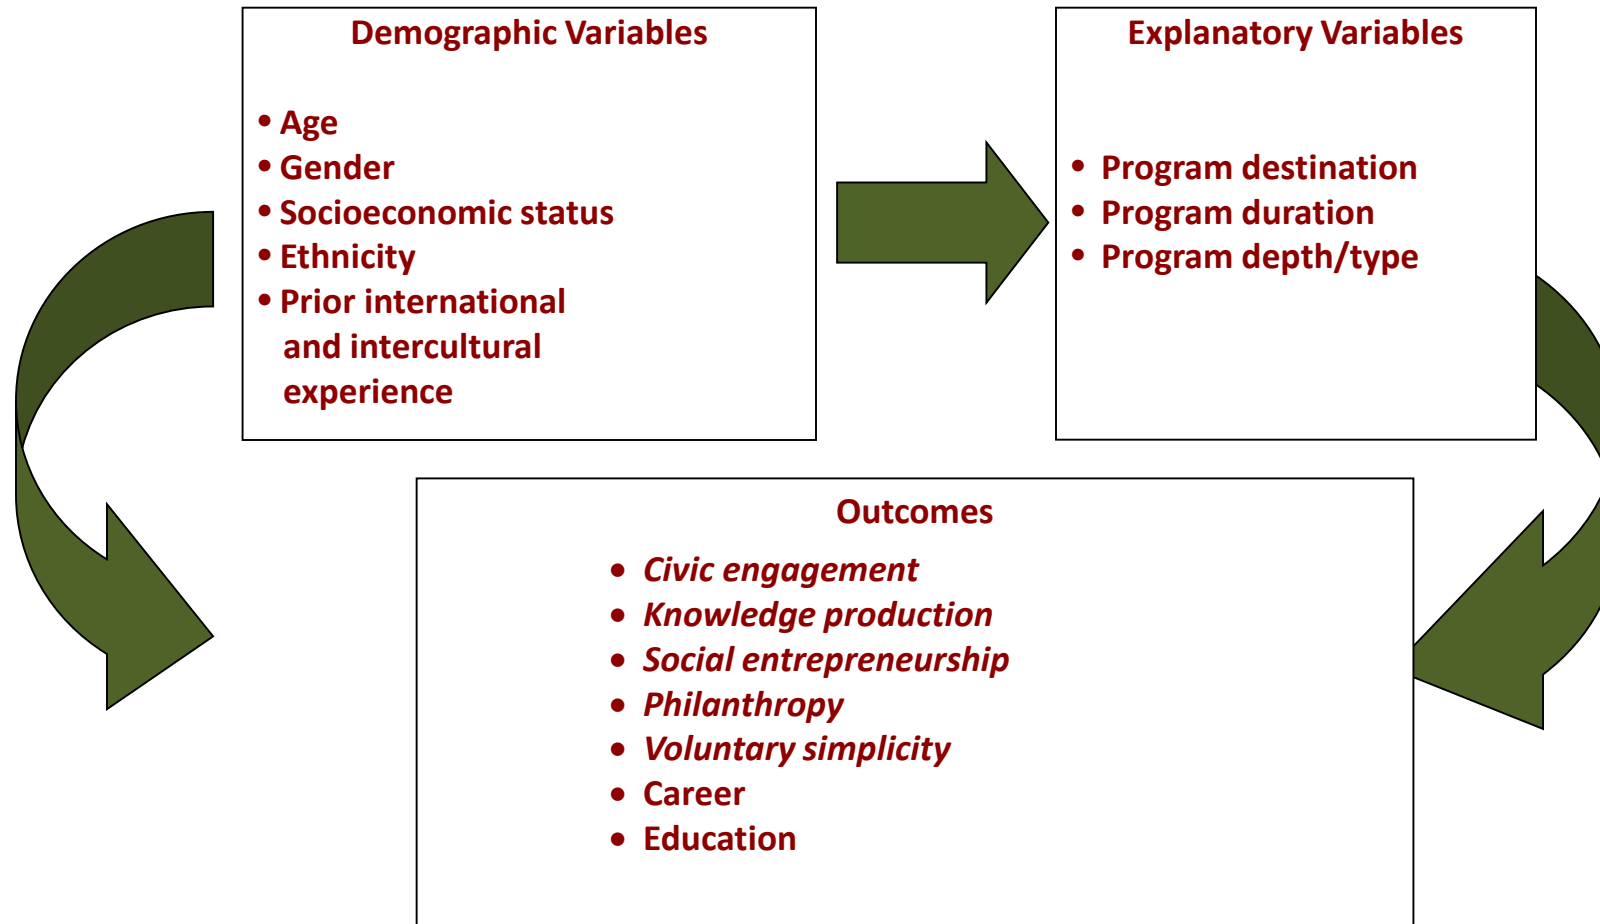 Demographic Variables
• Age
• Gender
• Socioeconomic status
• Ethnicity
• Prior international
and intercultural
experience
Explanatory Variables
• Program destination
• Program duration
• Program depth/type
Outcomes
• Civic engagement
• Knowledge production
• Social entrepreneurship
• Philanthropy
• Voluntary simplicity
• Career
• Education